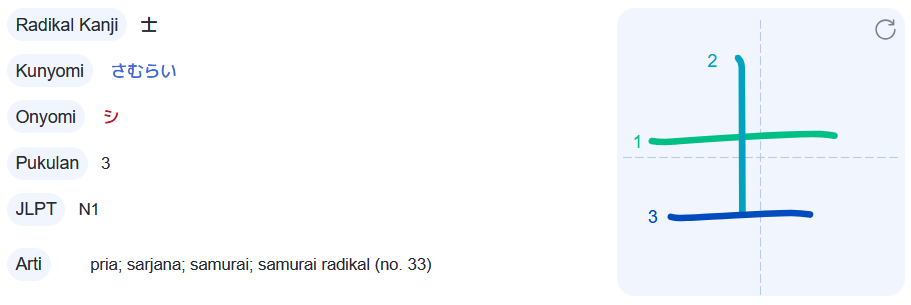 Radikal Kanji 士
Kunyomi さむらい
Onyomi シ
Pukulan 3
JLPT N1
Arti pria; sarjana; samurai; samurai radikal (no. 33)
1
2
3